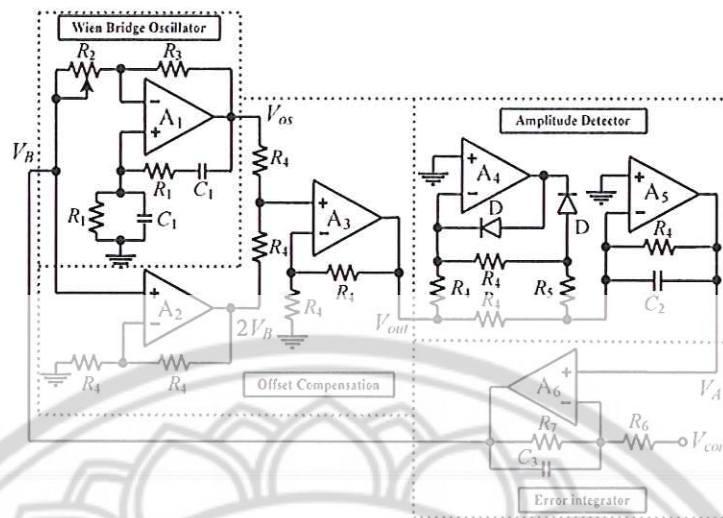 Wien Bridge Oscillator
R2
R3
A1
Vos
Amplitude Detector
VB
R4
A4
A5
R1
C1
D
R1
C1
A3
D
R4
R4
R4
R4
R4
R4
R5
C2
A2
2VB
R4
R4
Vout
R4
R4
Offset Compensation
A6
VA
R7
R6
Vcon
C3
Error integrator